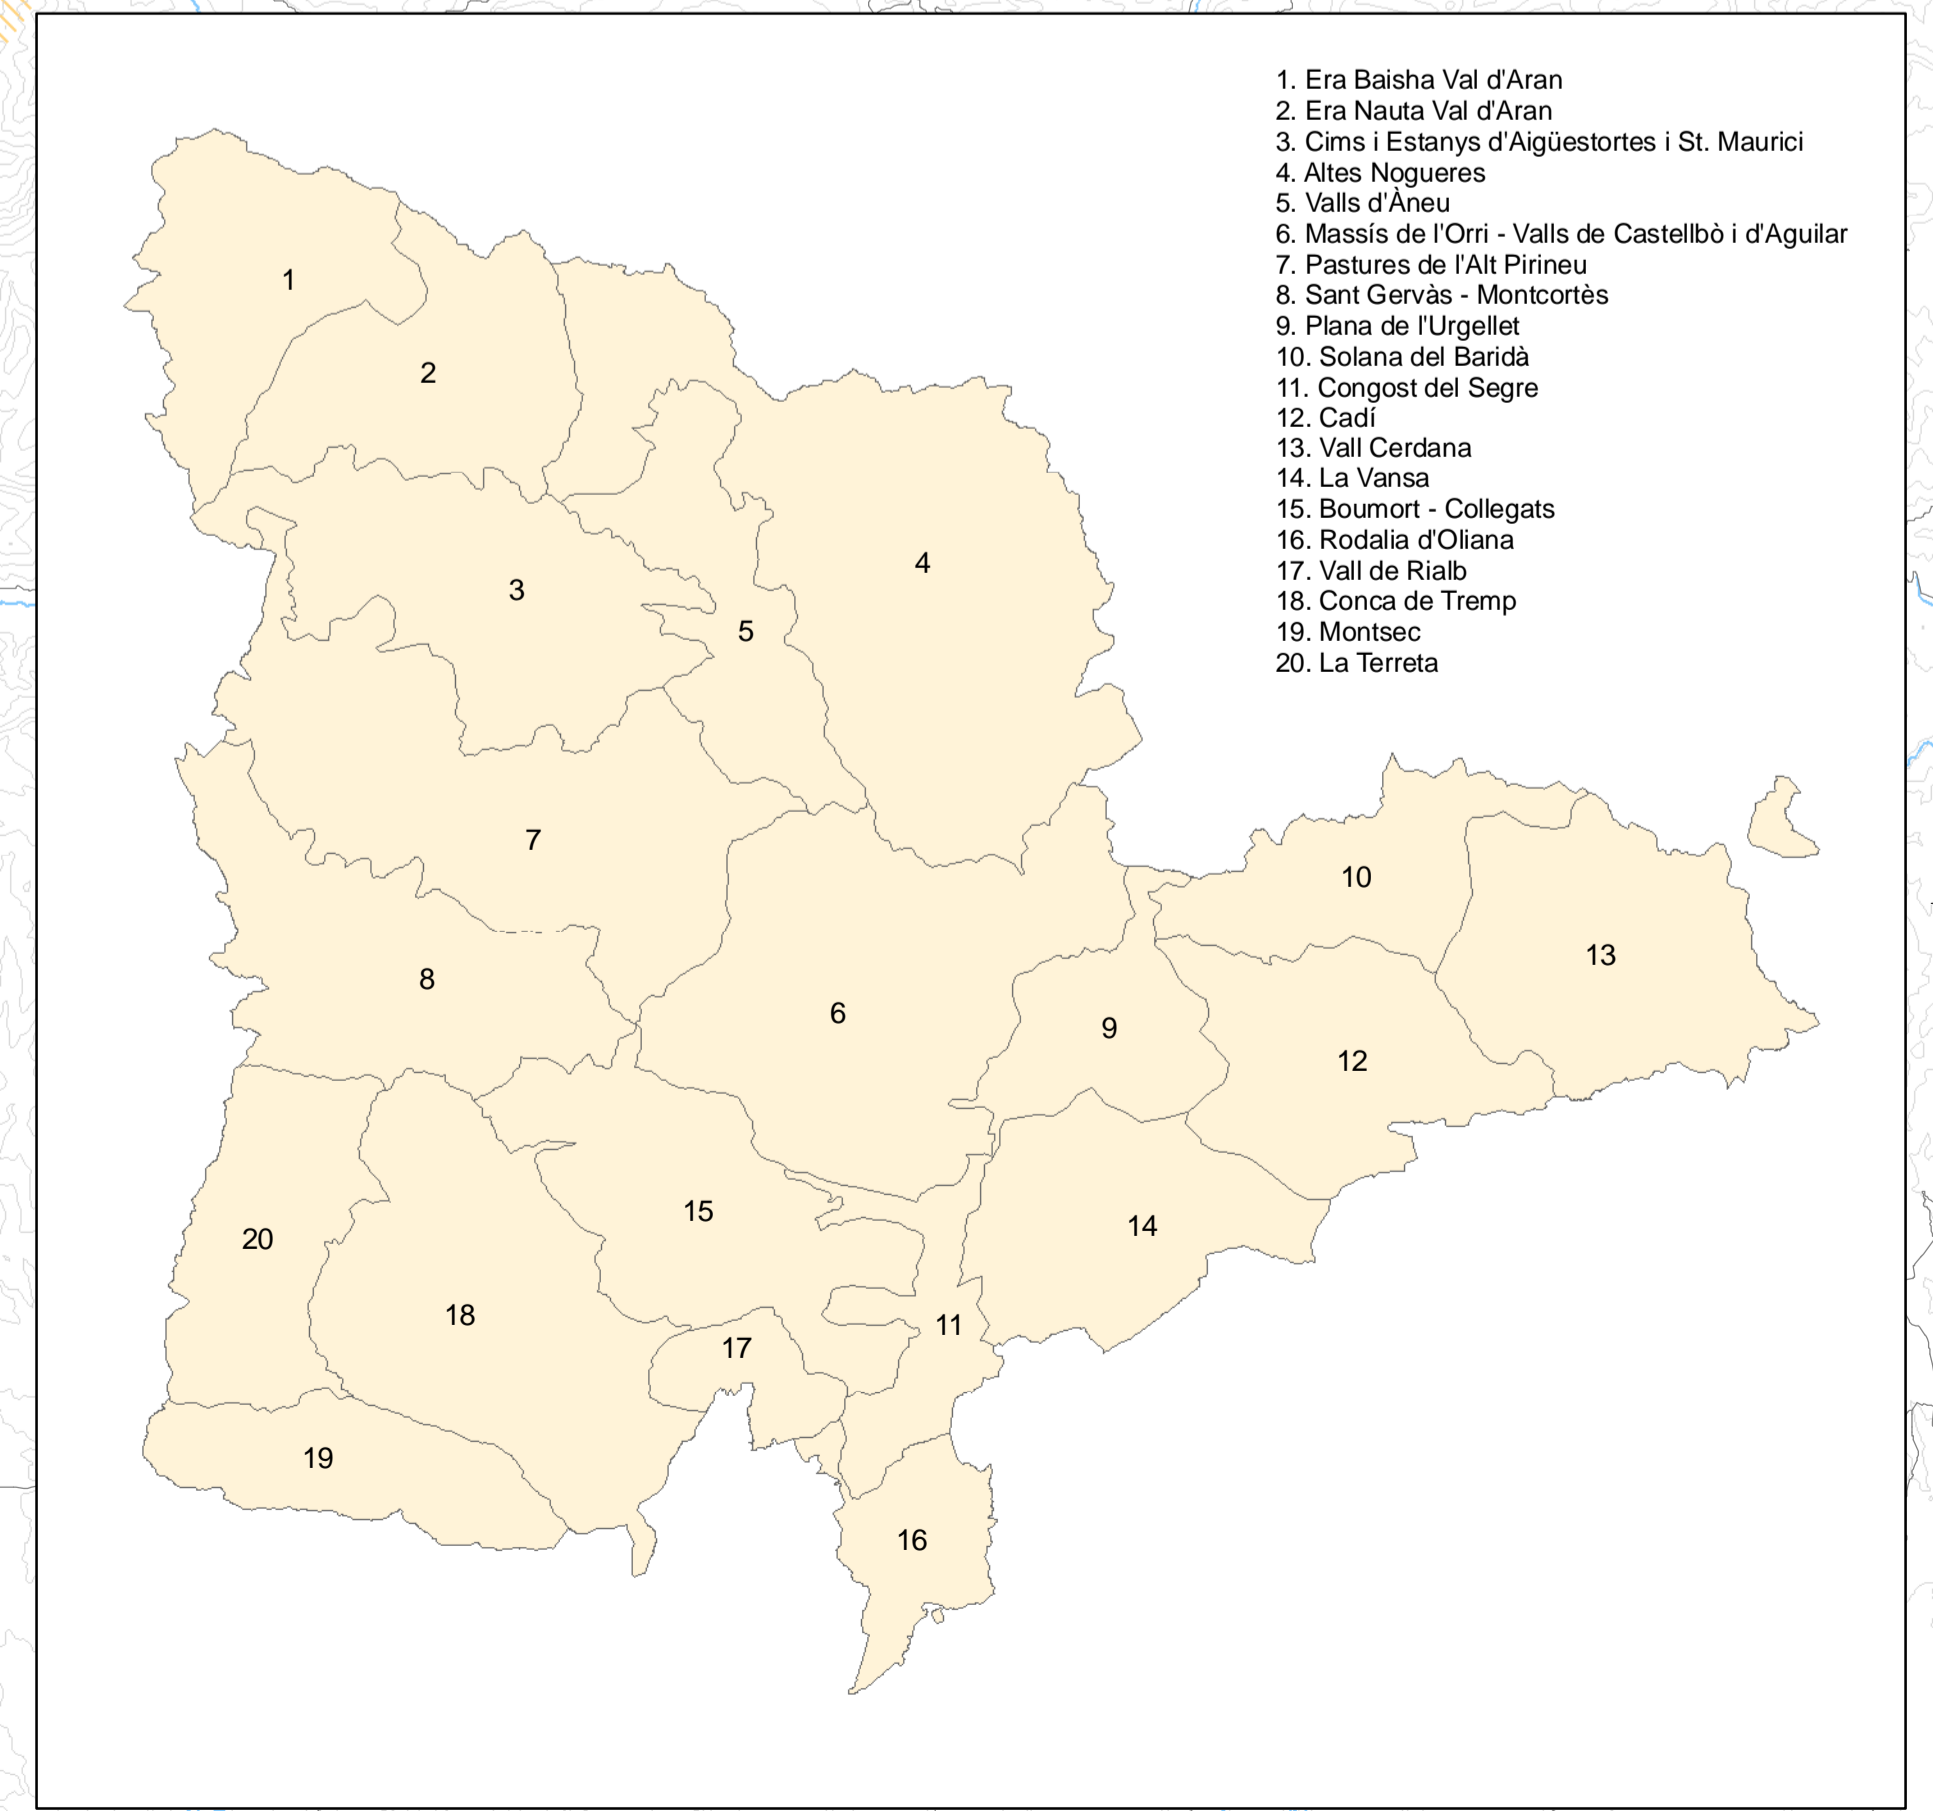 1. Era Baisha Val d'Aran
2. Era Nauta Val d'Aran
3. Cims i Estanys d'Aigüestortes i St. Maurici
4. Altes Nogueres
5. Valls d'Àneu
6. Massís de l'Orri - Valls de Castellbò i d'Aguilar
7. Pastures de l'Alt Pirineu
8. Sant Gervàs - Montcortès
9. Plana de l'Urgellet
10. Solana del Baridà
11. Congost del Segre
12. Cadí
13. Vall Cerdana
14. La Vansa
15. Boumort - Collegats
16. Rodalia d'Oliana
17. Vall de Rialb
18. Conca de Tremp
19. Montsec
20. La Terreta
1
2
3
4
5
7
10
13
8
6
9
12
15
14
20
18
11
17
19
16